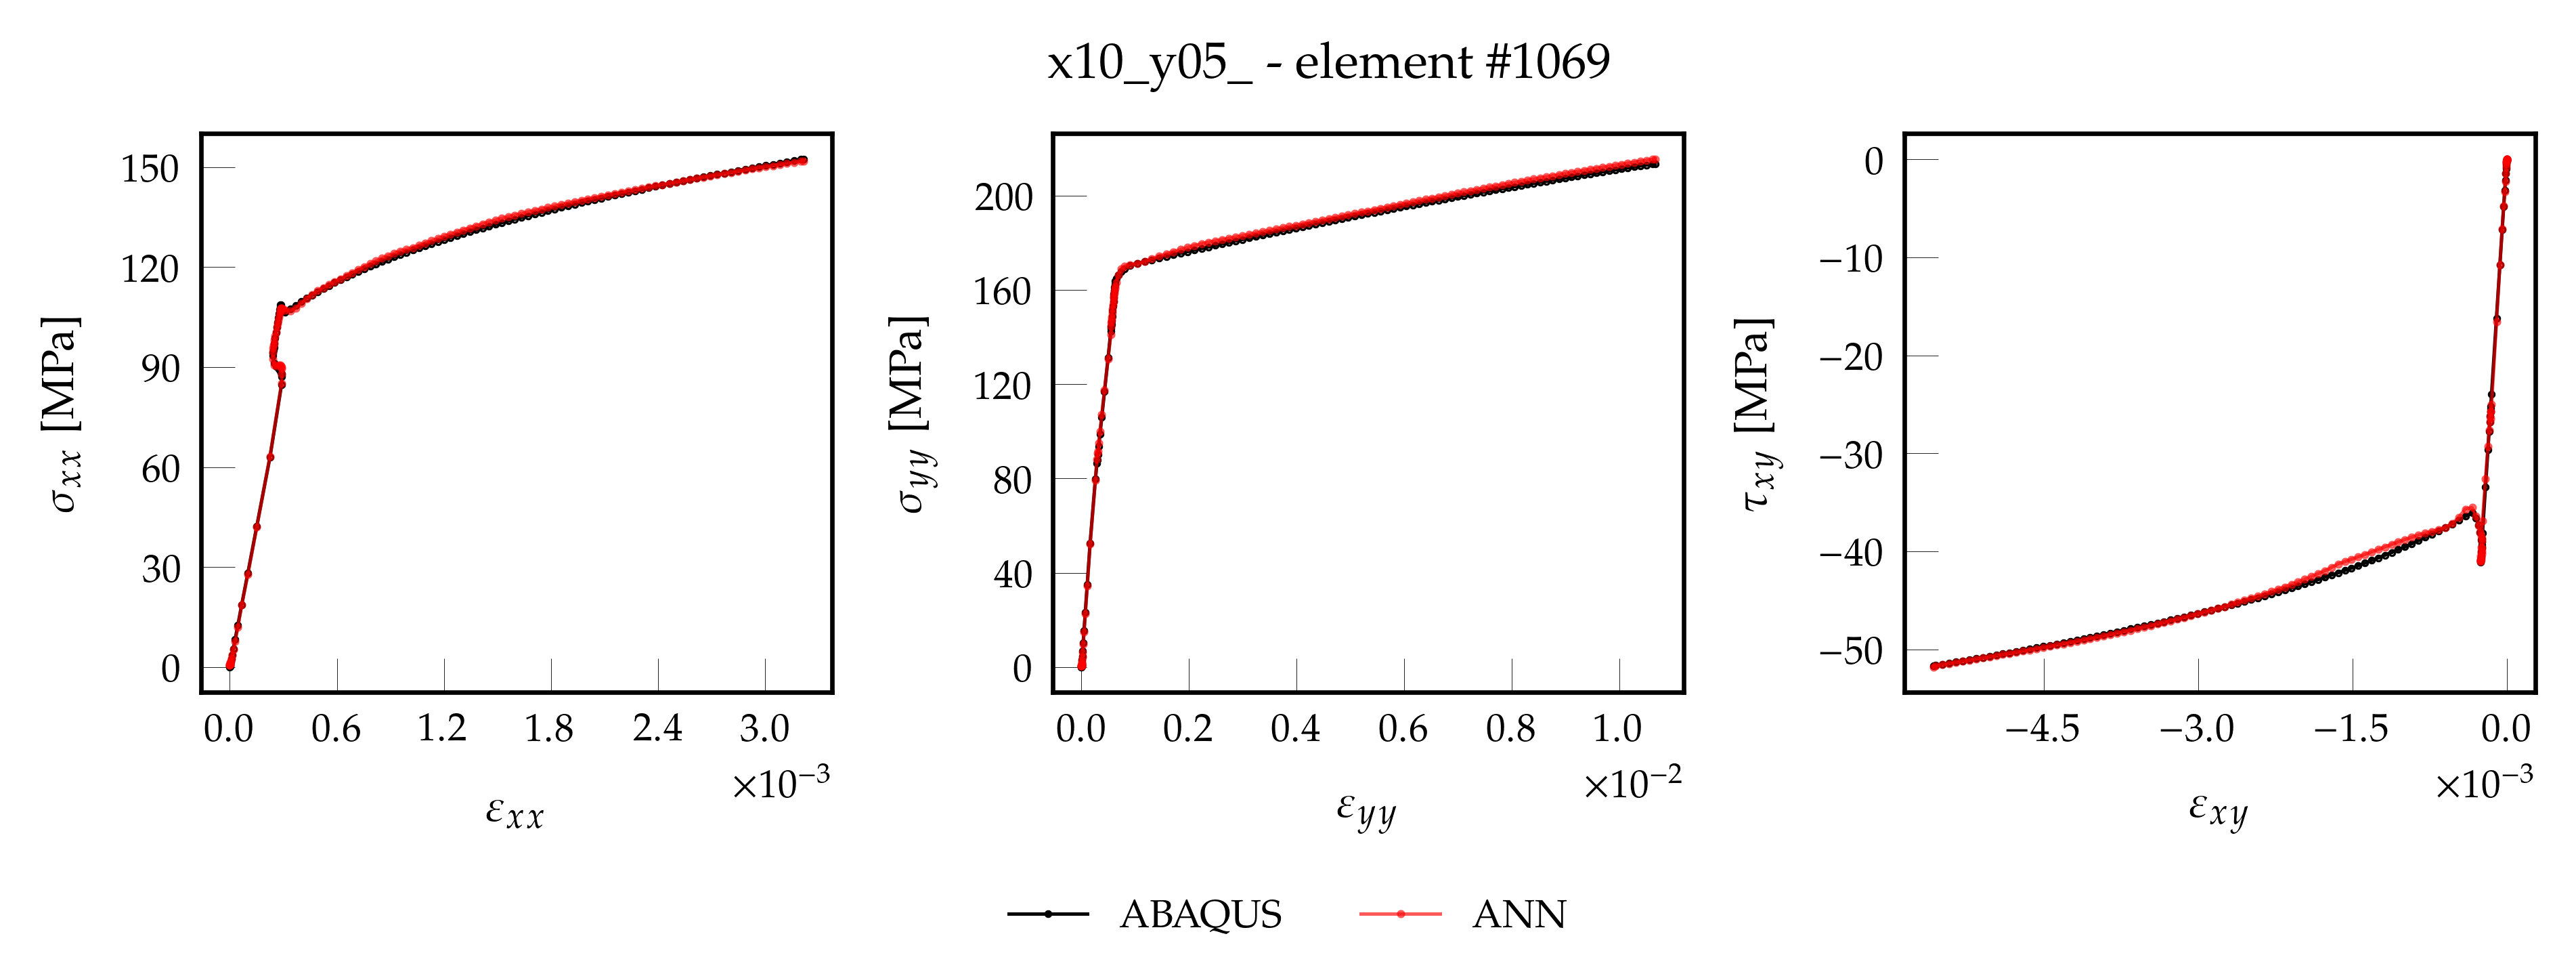 x10_y05_ - element #1069
σxx [MPa]
150
120
90
60
30
0
0.0 0.6 1.2 1.8 2.4 3.0
×10−3
εxx
σyy [MPa]
200
160
120
80
40
0
0.0 0.2 0.4 0.6 0.8 1.0
×10−2
εyy
τxy [MPa]
0
−10
−20
−30
−40
−50
−4.5 −3.0 −1.5 0.0
×10−3
εxy
ABAQUS ANN